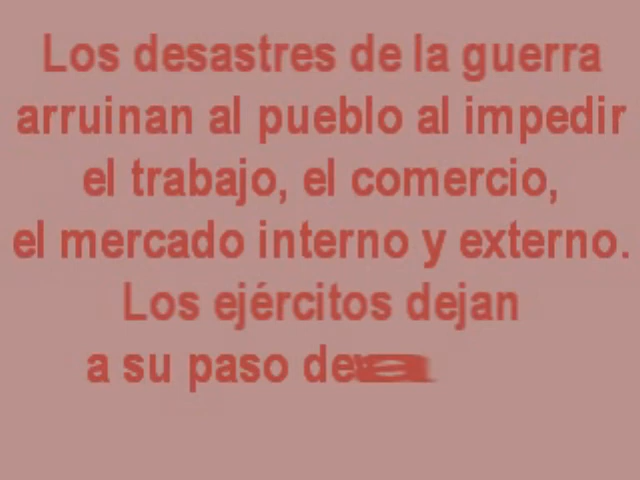 Los desastres de la guerra
arruinan al pueblo al impedir
el trabajo, el comercio,
el mercado interno y externo.
Los ejércitos dejan
a su paso